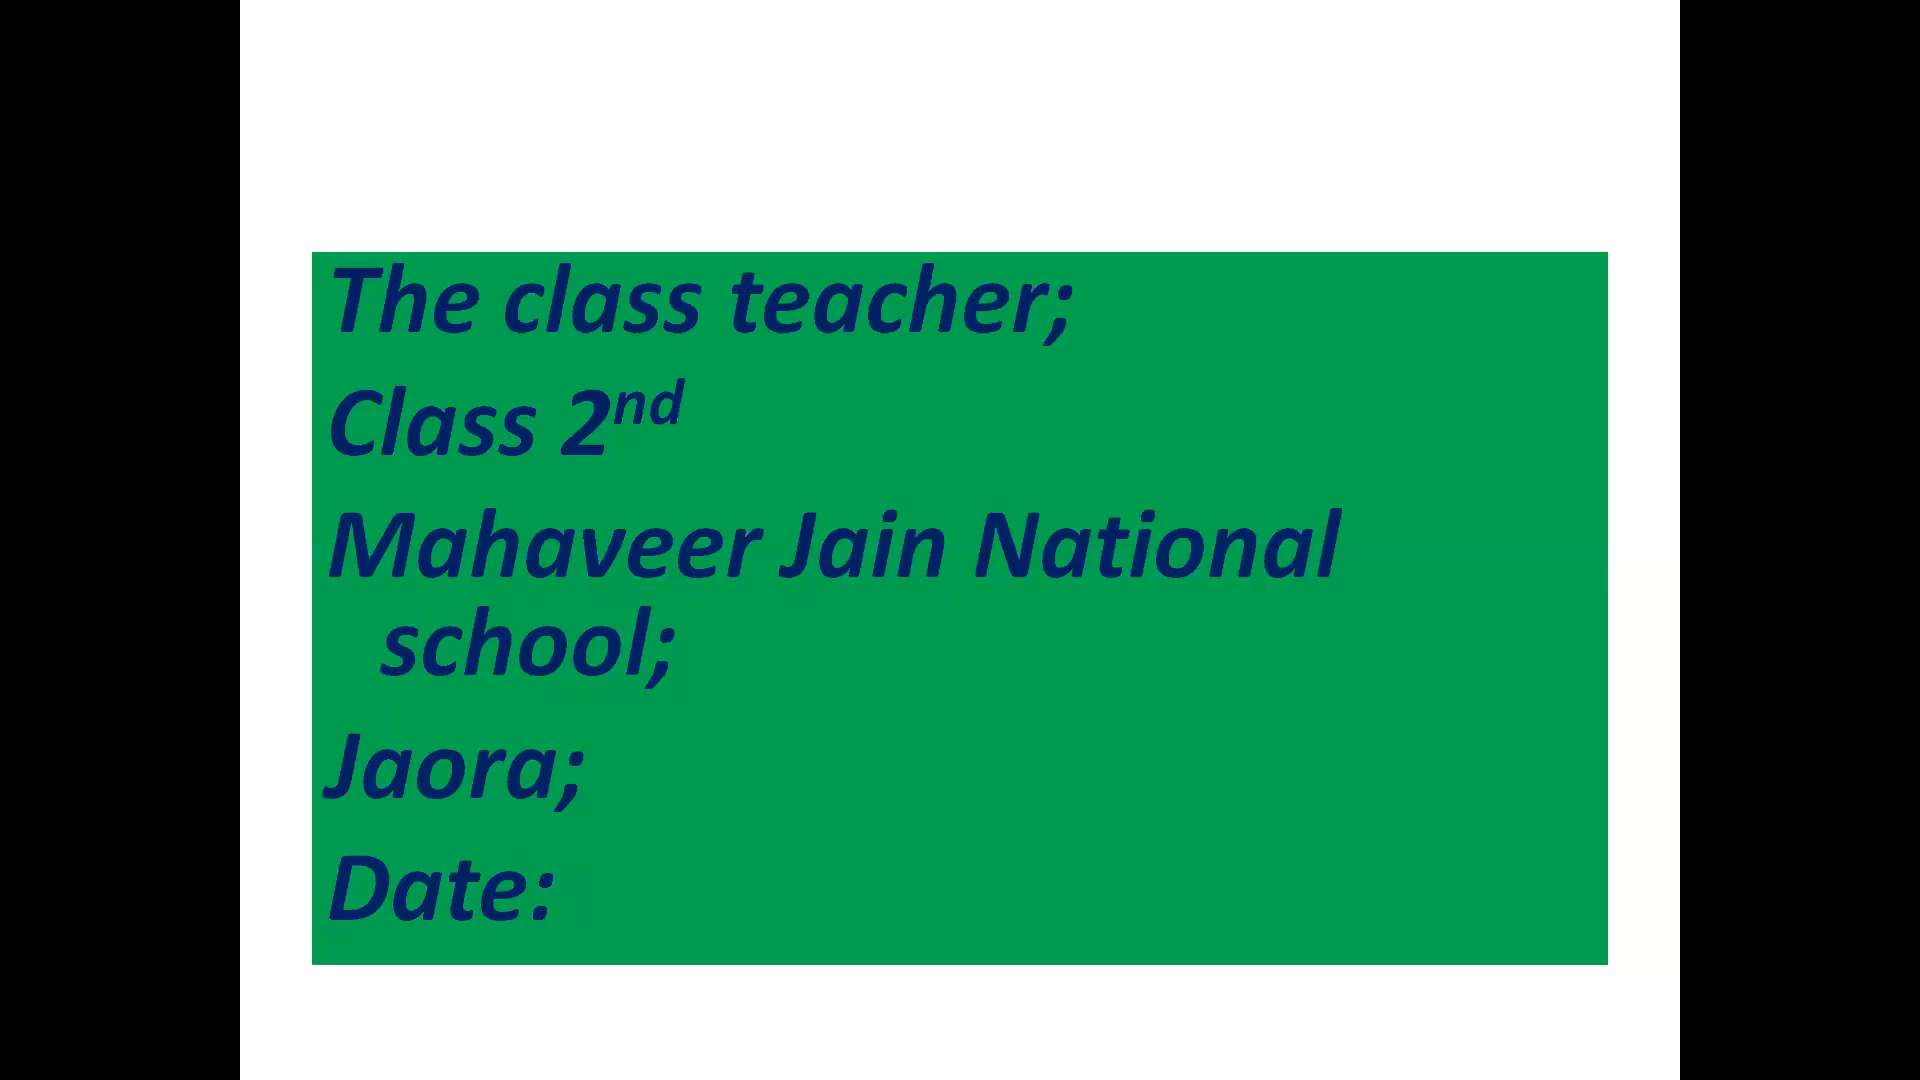 The class teacher;
Class 2nd
Mahaveer Jain National
school;
Jaora;
Date: